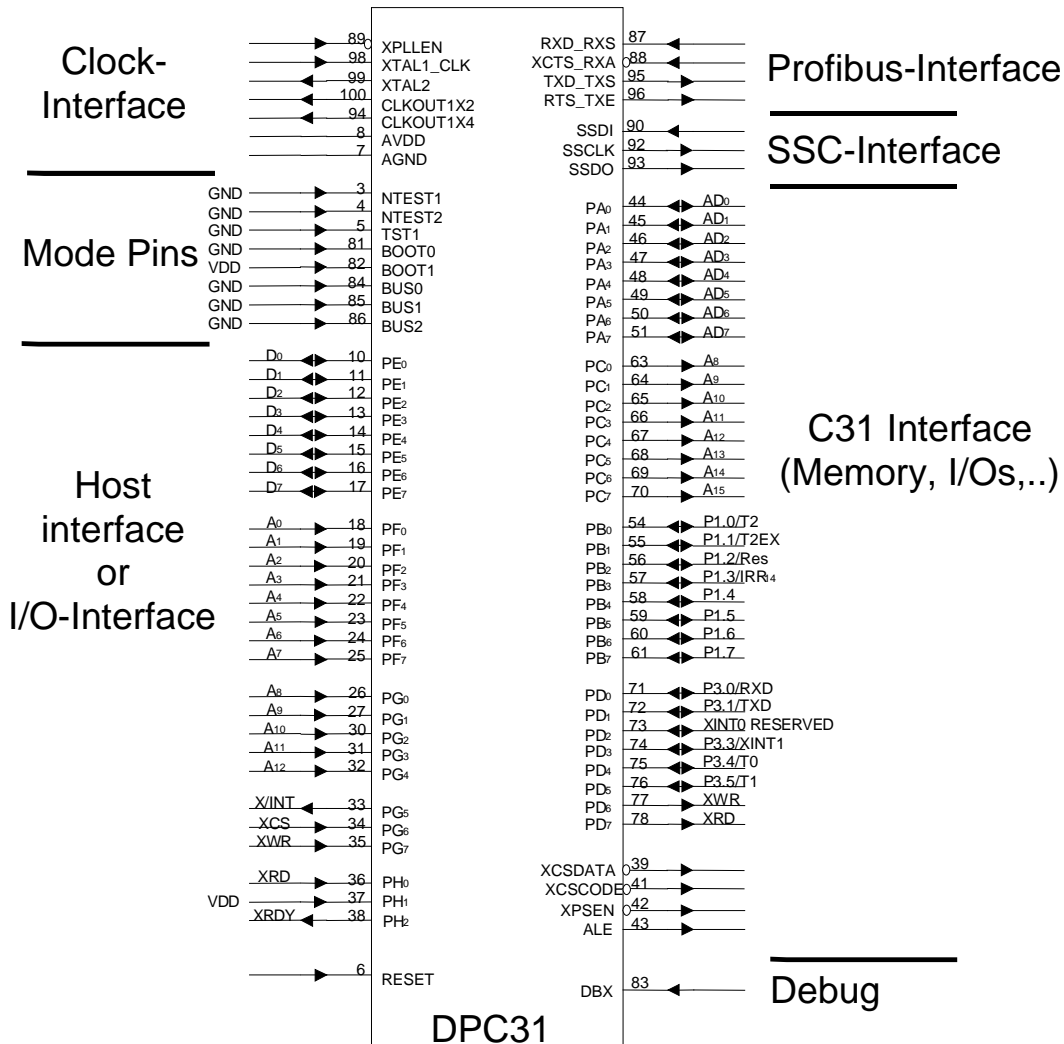 Clock-
Interface
89 XPLLEN
98 XTAL1_CLK
99 XTAL2
100 CLKOUT1X2
94 CLKOUT1X4
8 AVDD
7 AGND
Mode Pins
GND 3 NTEST1
GND 4 NTEST2
GND 5 TST1
GND 81 BOOT0
VDD 82 BOOT1
GND 84 BUS0
GND 85 BUS1
GND 86 BUS2
Host
interface
or
I/O-Interface
D0 10 PE0
D1 11 PE1
D2 12 PE2
D3 13 PE3
D4 14 PE4
D5 15 PE5
D6 16 PE6
D7 17 PE7
A0 18 PF0
A1 19 PF1
A2 20 PF2
A3 21 PF3
A4 22 PF4
A5 23 PF5
A6 24 PF6
A7 25 PF7
A8 26 PG0
A9 27 PG1
A10 30 PG2
A11 31 PG3
A12 32 PG4
X/INT 33 PG5
XCS 34 PG6
XWR 35 PG7
XRD 36 PH0
VDD 37 PH1
XRDY 38 PH2
6 RESET
RXD_RXS 87
XCTS_RXA 88
TXD_TXS 95
RTS_TXE 96
Profibus-Interface
SSDI 90
SSCLK 92
SSDO 93
SSC-Interface
PA0 44 AD0
PA1 45 AD1
PA2 46 AD2
PA3 47 AD3
PA4 48 AD4
PA5 49 AD5
PA6 50 AD6
PA7 51 AD7
PC0 63 A8
PC1 64 A9
PC2 65 A10
PC3 66 A11
PC4 67 A12
PC5 68 A13
PC6 69 A14
PC7 70 A15
C31 Interface
(Memory, I/Os,..)
PB0 54 P1.0/T2
PB1 55 P1.1/T2EX
PB2 56 P1.2/Res
PB3 57 P1.3/IRR14
PB4 58 P1.4
PB5 59 P1.5
PB6 60 P1.6
PB7 61 P1.7
PD0 71 P3.0/RXD
PD1 72 P3.1/TXD
PD2 73 XINT0 RESERVED
PD3 74 P3.3/XINT1
PD4 75 P3.4/T0
PD5 76 P3.5/T1
PD6 77 XWR
PD7 78 XRD
XCSDATA 39
XCSCODE 41
XPSEN 42
ALE 43
DBX 83
Debug
DPC31